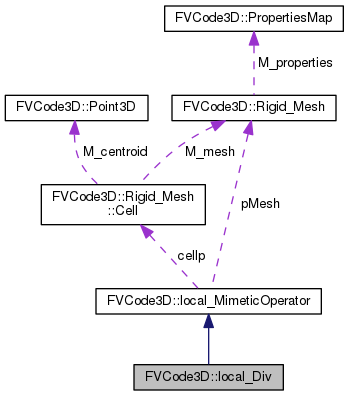 FVCode3D::PropertiesMap
M_properties
FVCode3D::Point3D
FVCode3D::Rigid_Mesh
M_centroid
M_mesh
FVCode3D::Rigid_Mesh
::Cell
pMesh
cellp
FVCode3D::local_MimeticOperator
FVCode3D::local_Div